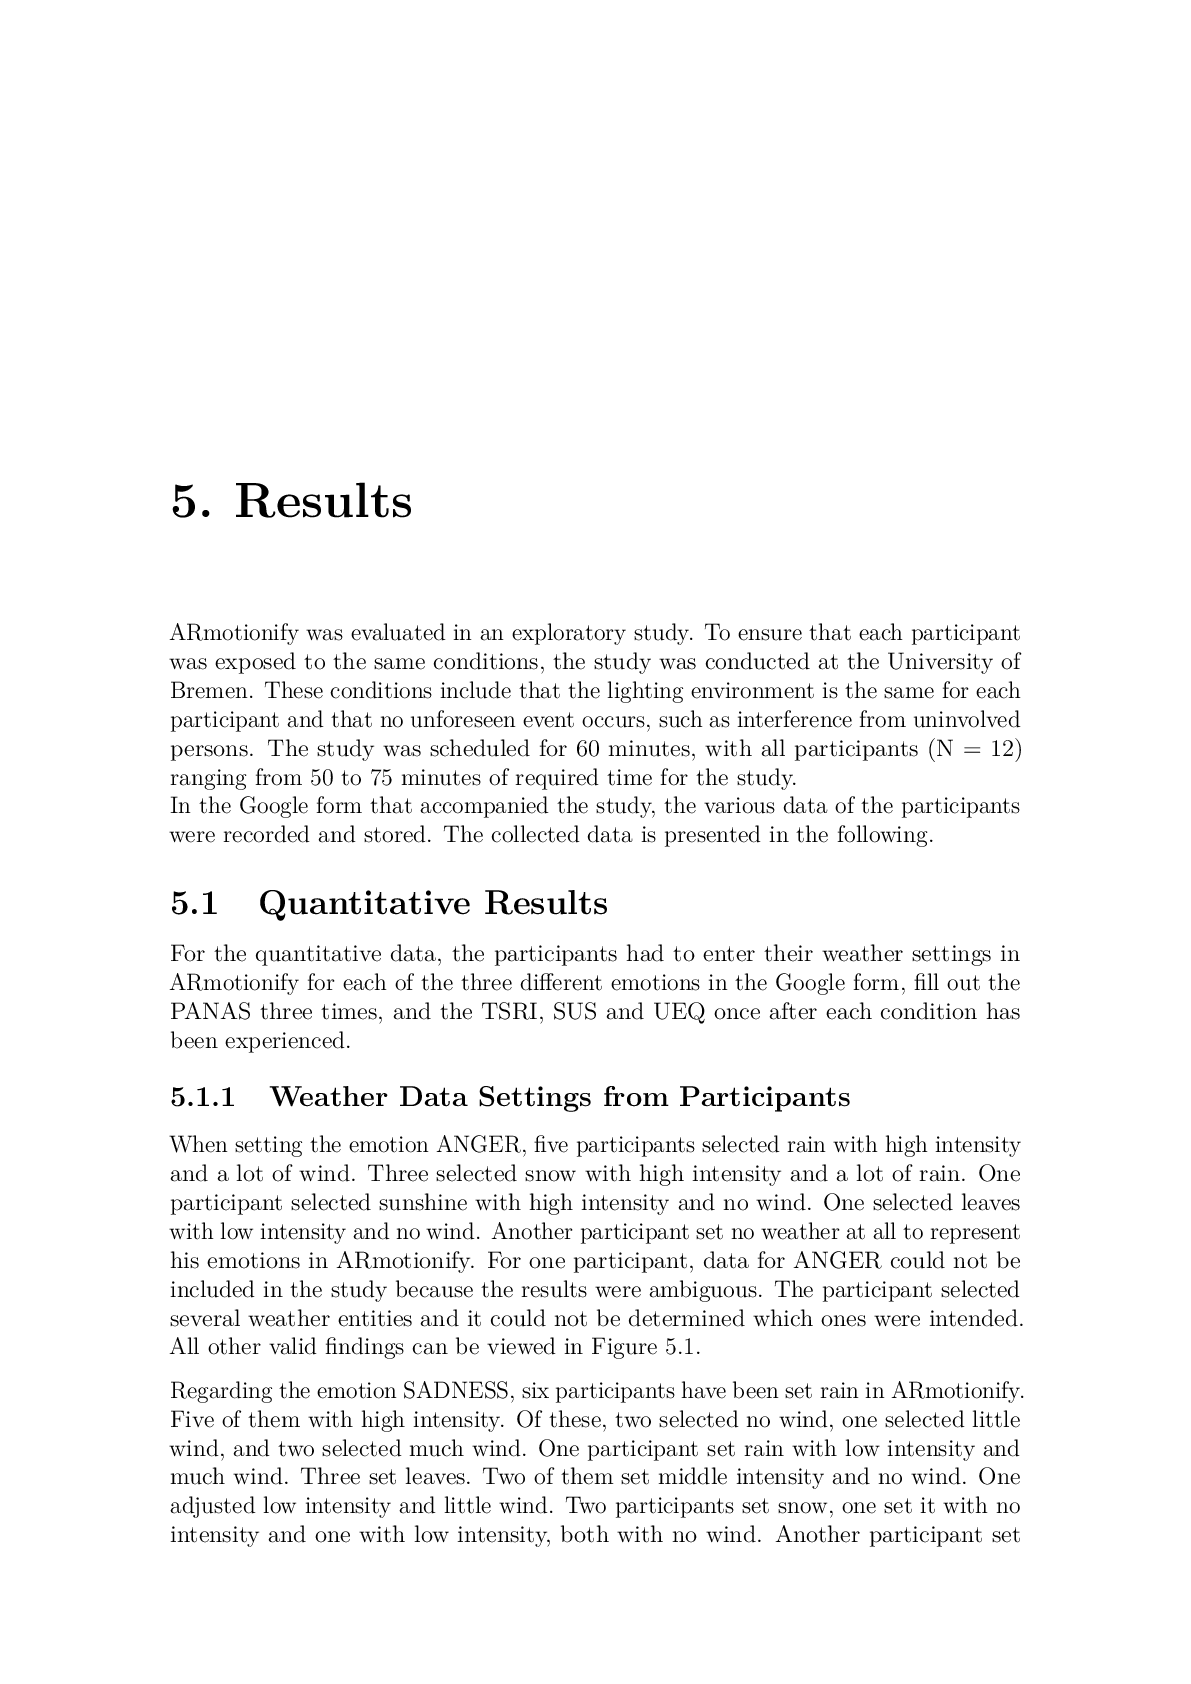 5. Results
ARmotionify was evaluated in an exploratory study. To ensure that each participant
was exposed to the same conditions, the study was conducted at the University of
Bremen. These conditions include that the lighting environment is the same for each
participant and that no unforeseen event occurs, such as interference from uninvolved
persons. The study was scheduled for 60 minutes, with all participants (N = 12)
ranging from 50 to 75 minutes of required time for the study.
In the Google form that accompanied the study, the various data of the participants
were recorded and stored. The collected data is presented in the following.
5.1 Quantitative Results
For the quantitative data, the participants had to enter their weather settings in
ARmotionify for each of the three different emotions in the Google form, fill out the
PANAS three times, and the TSRI, SUS and UEQ once after each condition has
been experienced.
5.1.1 Weather Data Settings from Participants
When setting the emotion ANGER, five participants selected rain with high intensity
and a lot of wind. Three selected snow with high intensity and a lot of rain. One
participant selected sunshine with high intensity and no wind. One selected leaves
with low intensity and no wind. Another participant set no weather at all to represent
his emotions in ARmotionify. For one participant, data for ANGER could not be
included in the study because the results were ambiguous. The participant selected
several weather entities and it could not be determined which ones were intended.
All other valid findings can be viewed in Figure 5.1.
Regarding the emotion SADNESS, six participants have been set rain in ARmotionify.
Five of them with high intensity. Of these, two selected no wind, one selected little
wind, and two selected much wind. One participant set rain with low intensity and
much wind. Three set leaves. Two of them set middle intensity and no wind. One
adjusted low intensity and little wind. Two participants set snow, one set it with no
intensity and one with low intensity, both with no wind. Another participant set